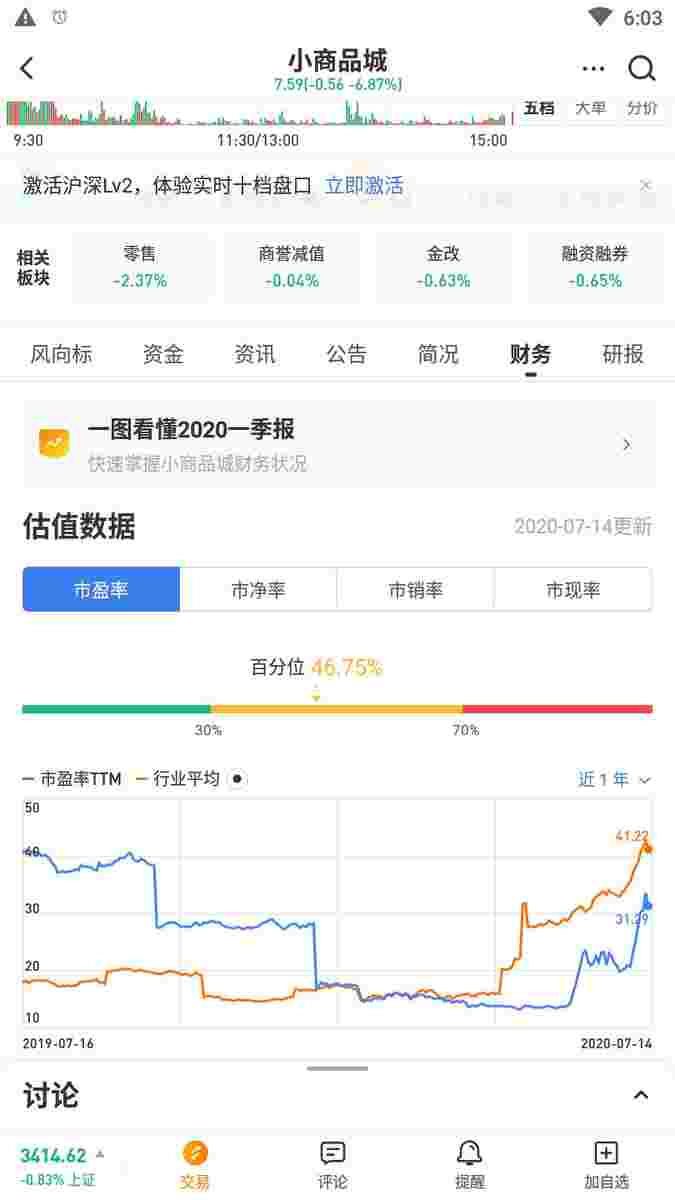 6:03
小商品城
7.59(-0.56 -6.87%)
五档 大单 分价
9:30 11:30/13:00 15:00
激活沪深Lv2，体验实时十档盘口 立即激活 ×
相关板块
零售 商誉减值 金改 融资融券
-2.37% -0.04% -0.63% -0.65%
风向标 资金 资讯 公告 简况 财务 研报
一图看懂2020一季报
快速掌握小商品城财务状况
估值数据 2020-07-14更新
市盈率 市净率 市销率 市现率
百分位 46.75%
30% 70%
市盈率TTM 行业平均 近1年
50
41.22
40
30
31.29
20
10
2019-07-16 2020-07-14
讨论
3414.62
-0.83% 上证
交易 评论 提醒 加自选